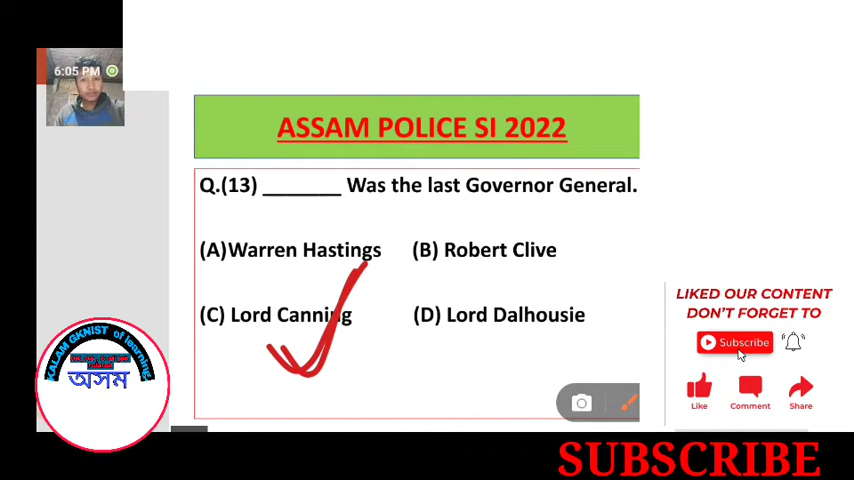 6:05 PM
ASSAM POLICE SI 2022
Q.(13) _______ Was the last Governor General.
(A)Warren Hastings (B) Robert Clive
(C) Lord Canning (D) Lord Dalhousie
LIKED OUR CONTENT
DON'T FORGET TO
Subscribe
Like Comment Share
KALAM GKNIST of learning
অসম
SUBSCRIBE